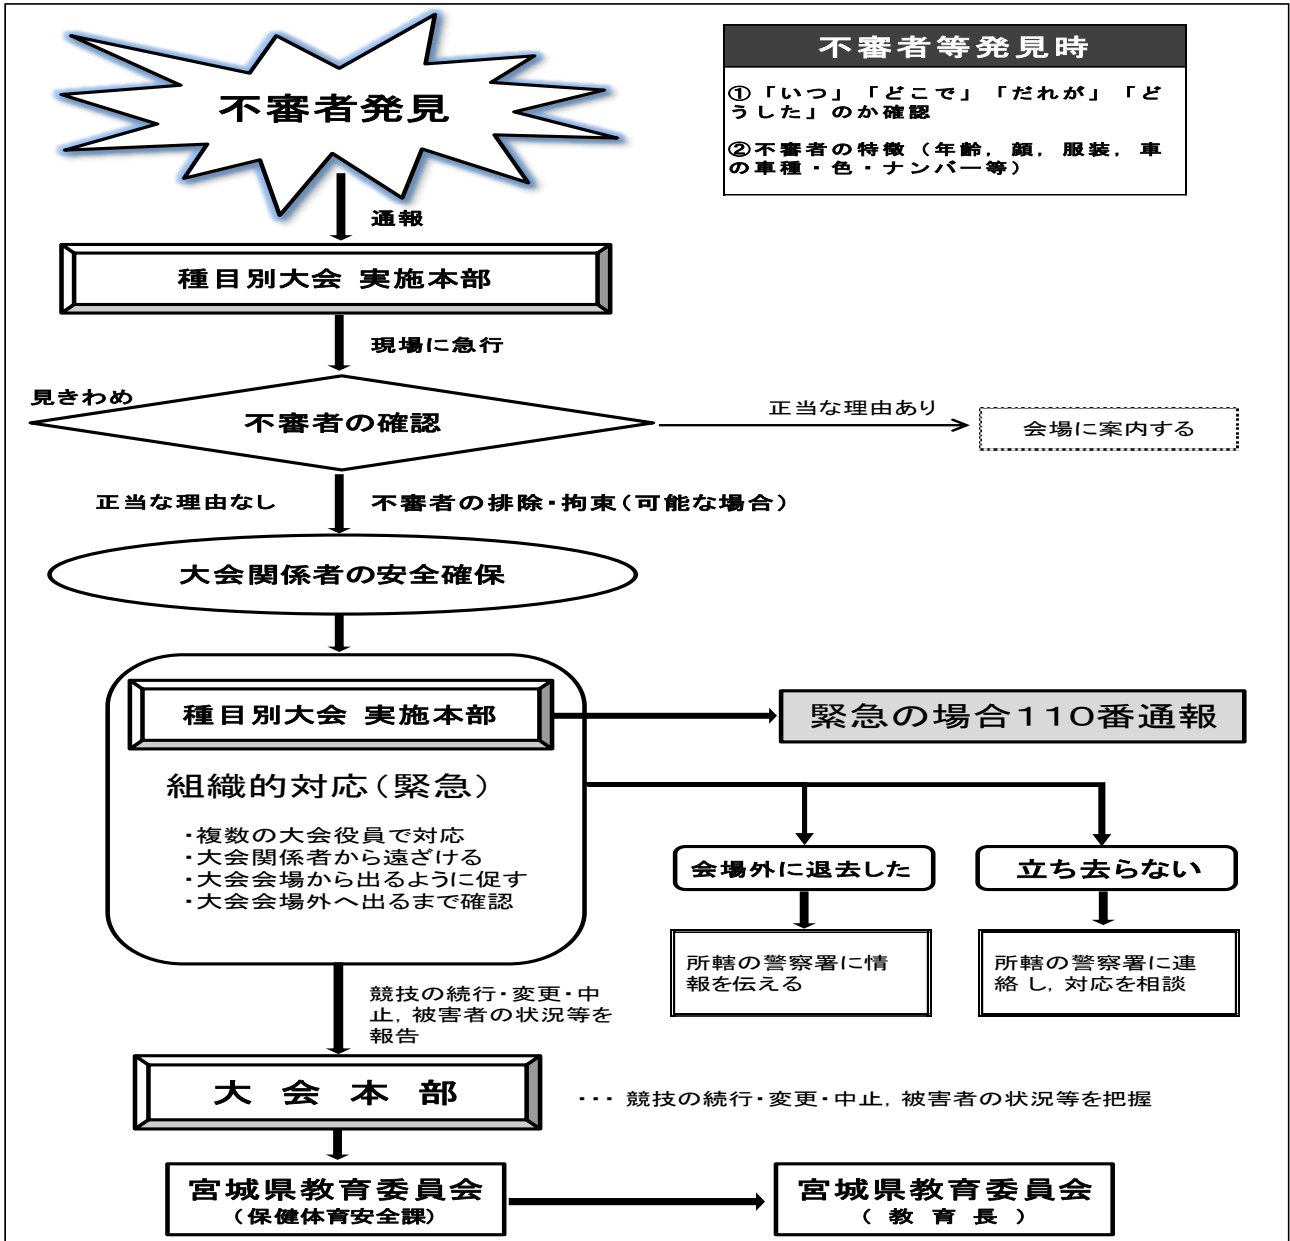 不審者発見
不審者等発見時
①「いつ」「どこで」「だれが」「ど
うした」のか確認
②不審者の特徴（年齢，顔，服装，車
の車種・色・ナンバー等）
通報
種目別大会 実施本部
現場に急行
見きわめ
不審者の確認
正当な理由あり
会場に案内する
正当な理由なし
不審者の排除・拘束（可能な場合）
大会関係者の安全確保
種目別大会 実施本部
緊急の場合110番通報
組織的対応（緊急）
・複数の大会役員で対応
・大会関係者から遠ざける
・大会会場から出るように促す
・大会会場外へ出るまで確認
会場外に退去した
立ち去らない
所轄の警察署に情
報を伝える
所轄の警察署に連
絡し，対応を相談
競技の続行・変更・中
止，被害者の状況等を
報告
大会本部
･･･ 競技の続行・変更・中止，被害者の状況等を把握
宮城県教育委員会
（保健体育安全課）
宮城県教育委員会
（教育長）